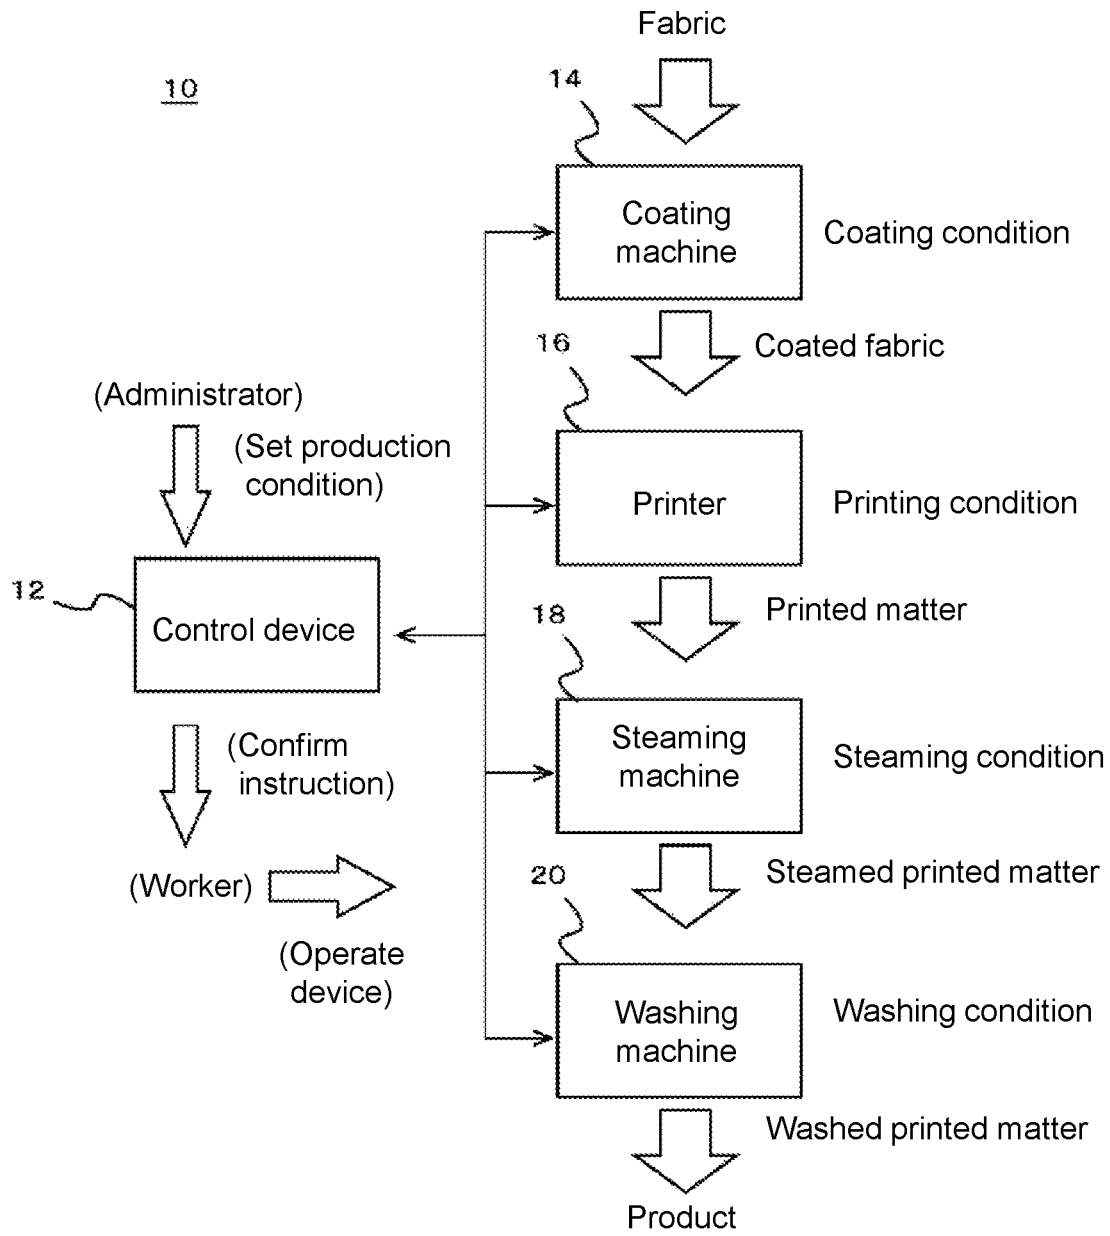 Fabric
10
14
Coating
machine
Coating condition
16
Coated fabric
(Administrator)
(Set production
condition)
Printer
Printing condition
12
Control device
18
Printed matter
Steaming
machine
Steaming condition
(Confirm
instruction)
(Worker)
20
Steamed printed matter
(Operate
device)
Washing
machine
Washing condition
Washed printed matter
Product